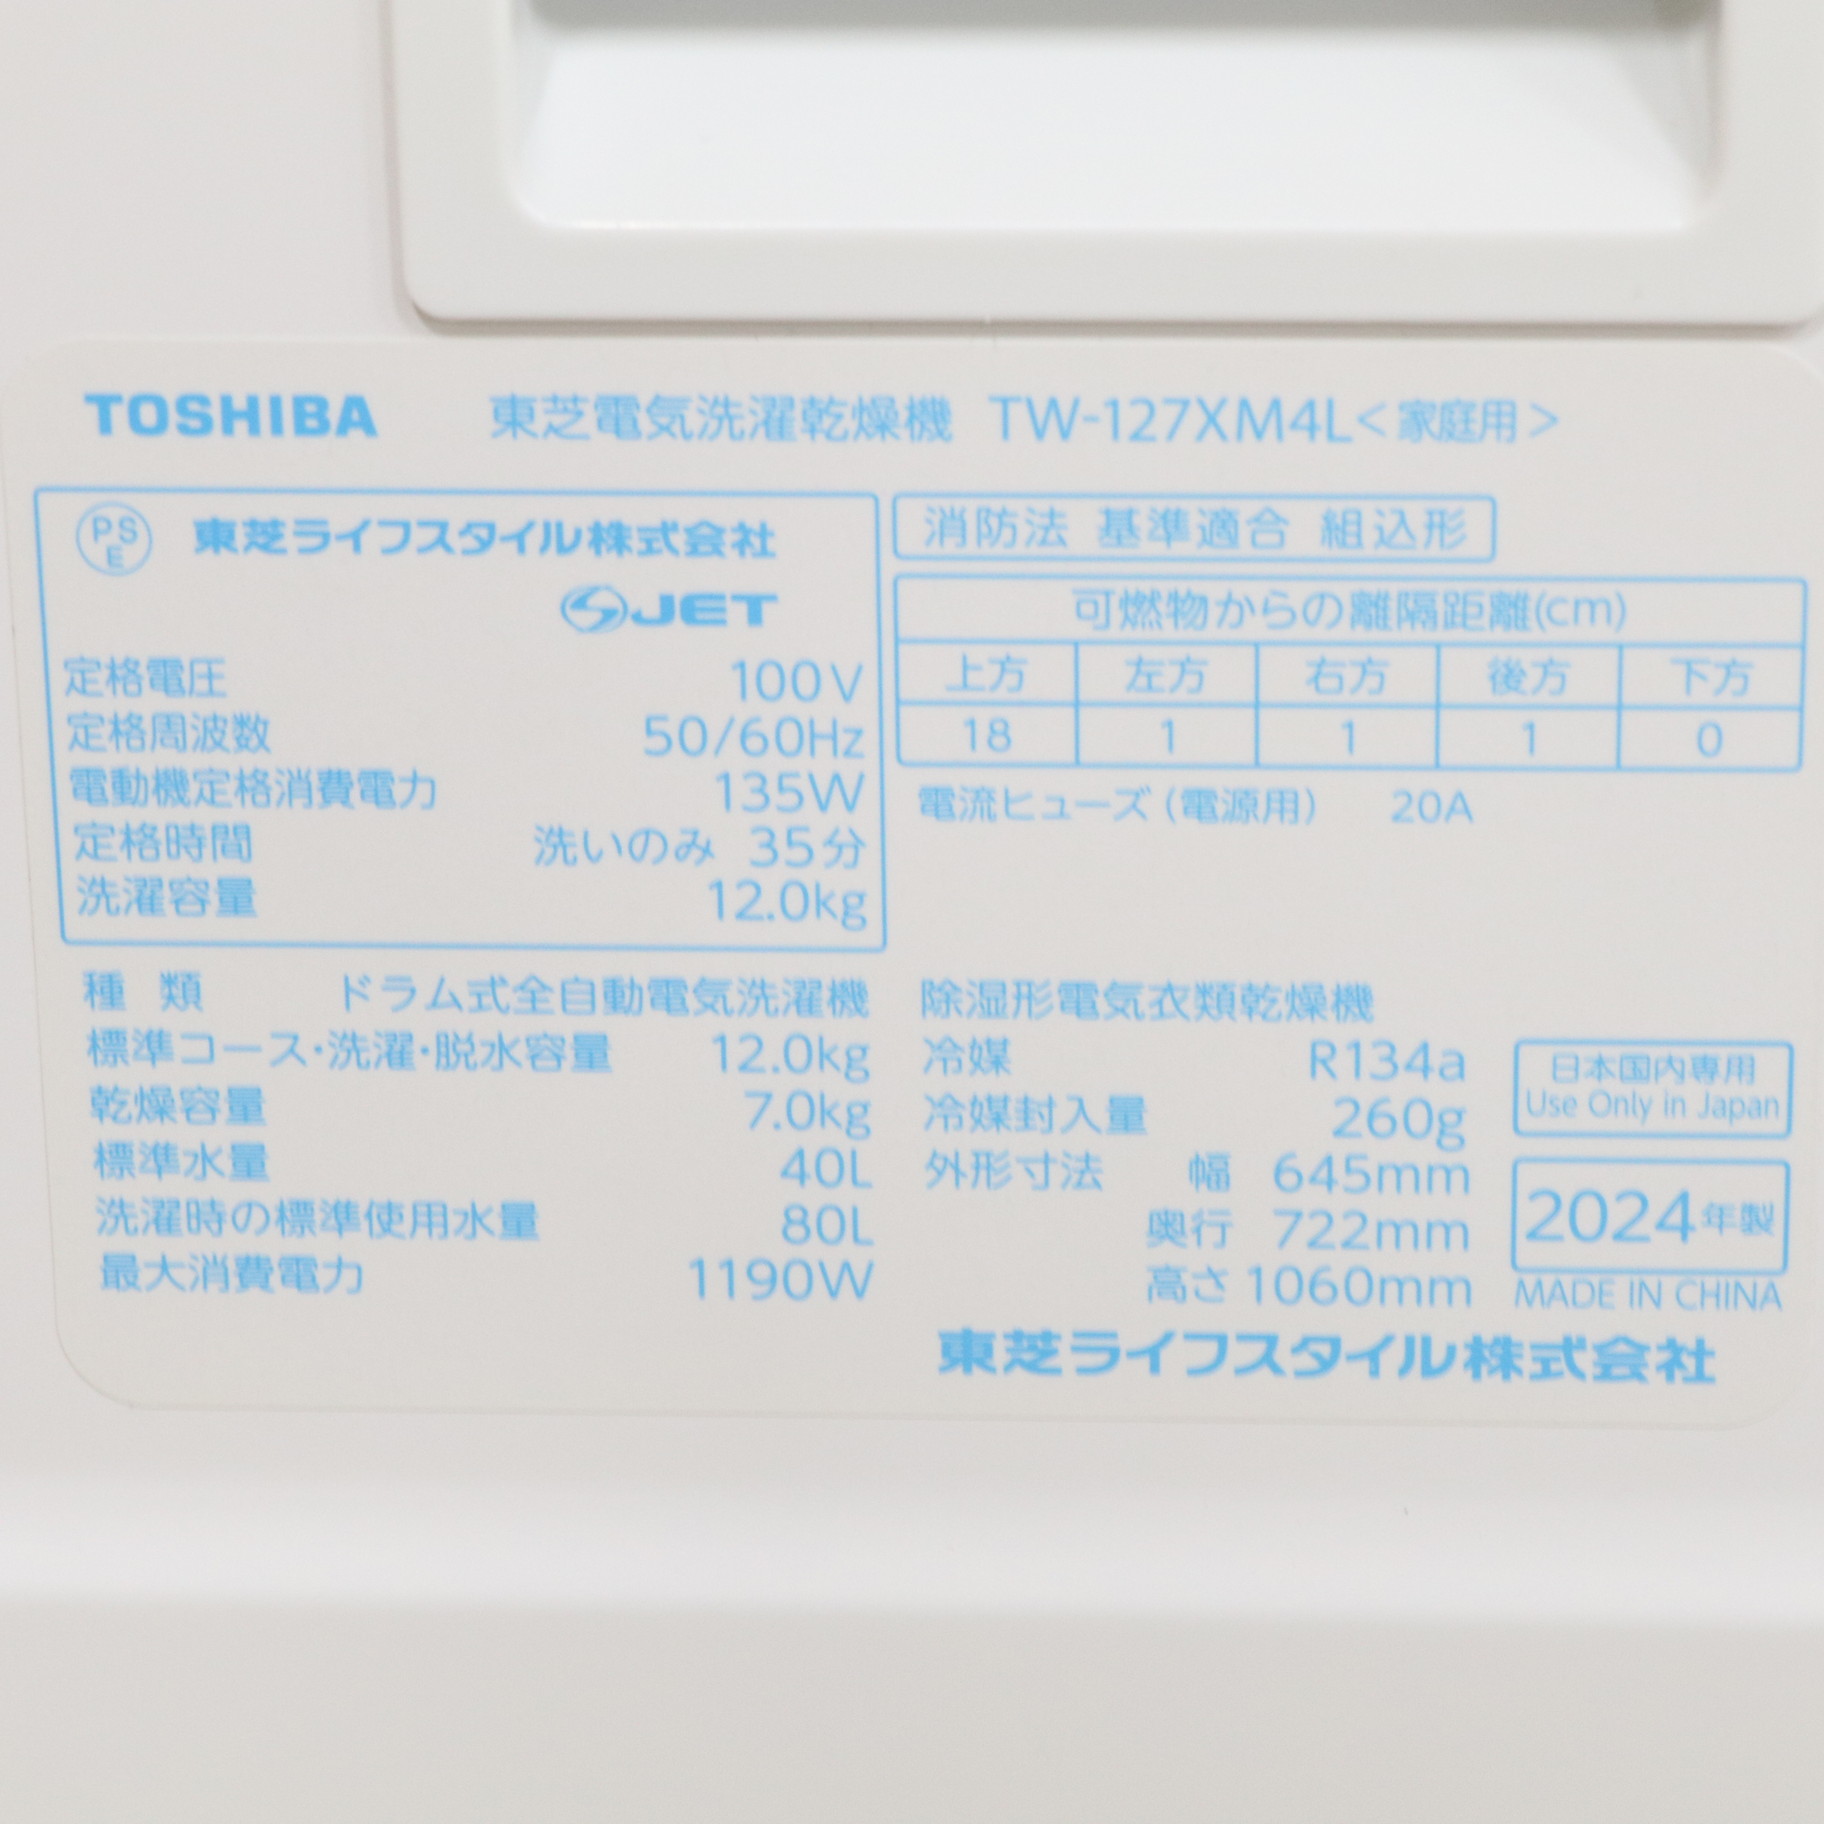 TOSHIBA 東芝電気洗濯乾燥機 TW-127XM4L<家庭用>
PSE 東芝ライフスタイル株式会社
JET
定格電圧 100V
定格周波数 50/60Hz
電動機定格消費電力 135W
定格時間 洗いのみ 35分
洗濯容量 12.0kg
種 類 ドラム式全自動電気洗濯機
標準コース・洗濯・脱水容量 12.0kg
乾燥容量 7.0kg
標準水量 40L
洗濯時の標準使用水量 80L
最大消費電力 1190W
消防法 基準適合 組込形
可燃物からの離隔距離(cm)
上方 左方 右方 後方 下方
18 1 1 1 0
電流ヒューズ(電源用) 20A
除湿形電気衣類乾燥機
冷媒 R134a
冷媒封入量 260g
外形寸法 幅 645mm
奥行 722mm
高さ 1060mm
日本国内専用
Use Only in Japan
2024年製
MADE IN CHINA
東芝ライフスタイル株式会社